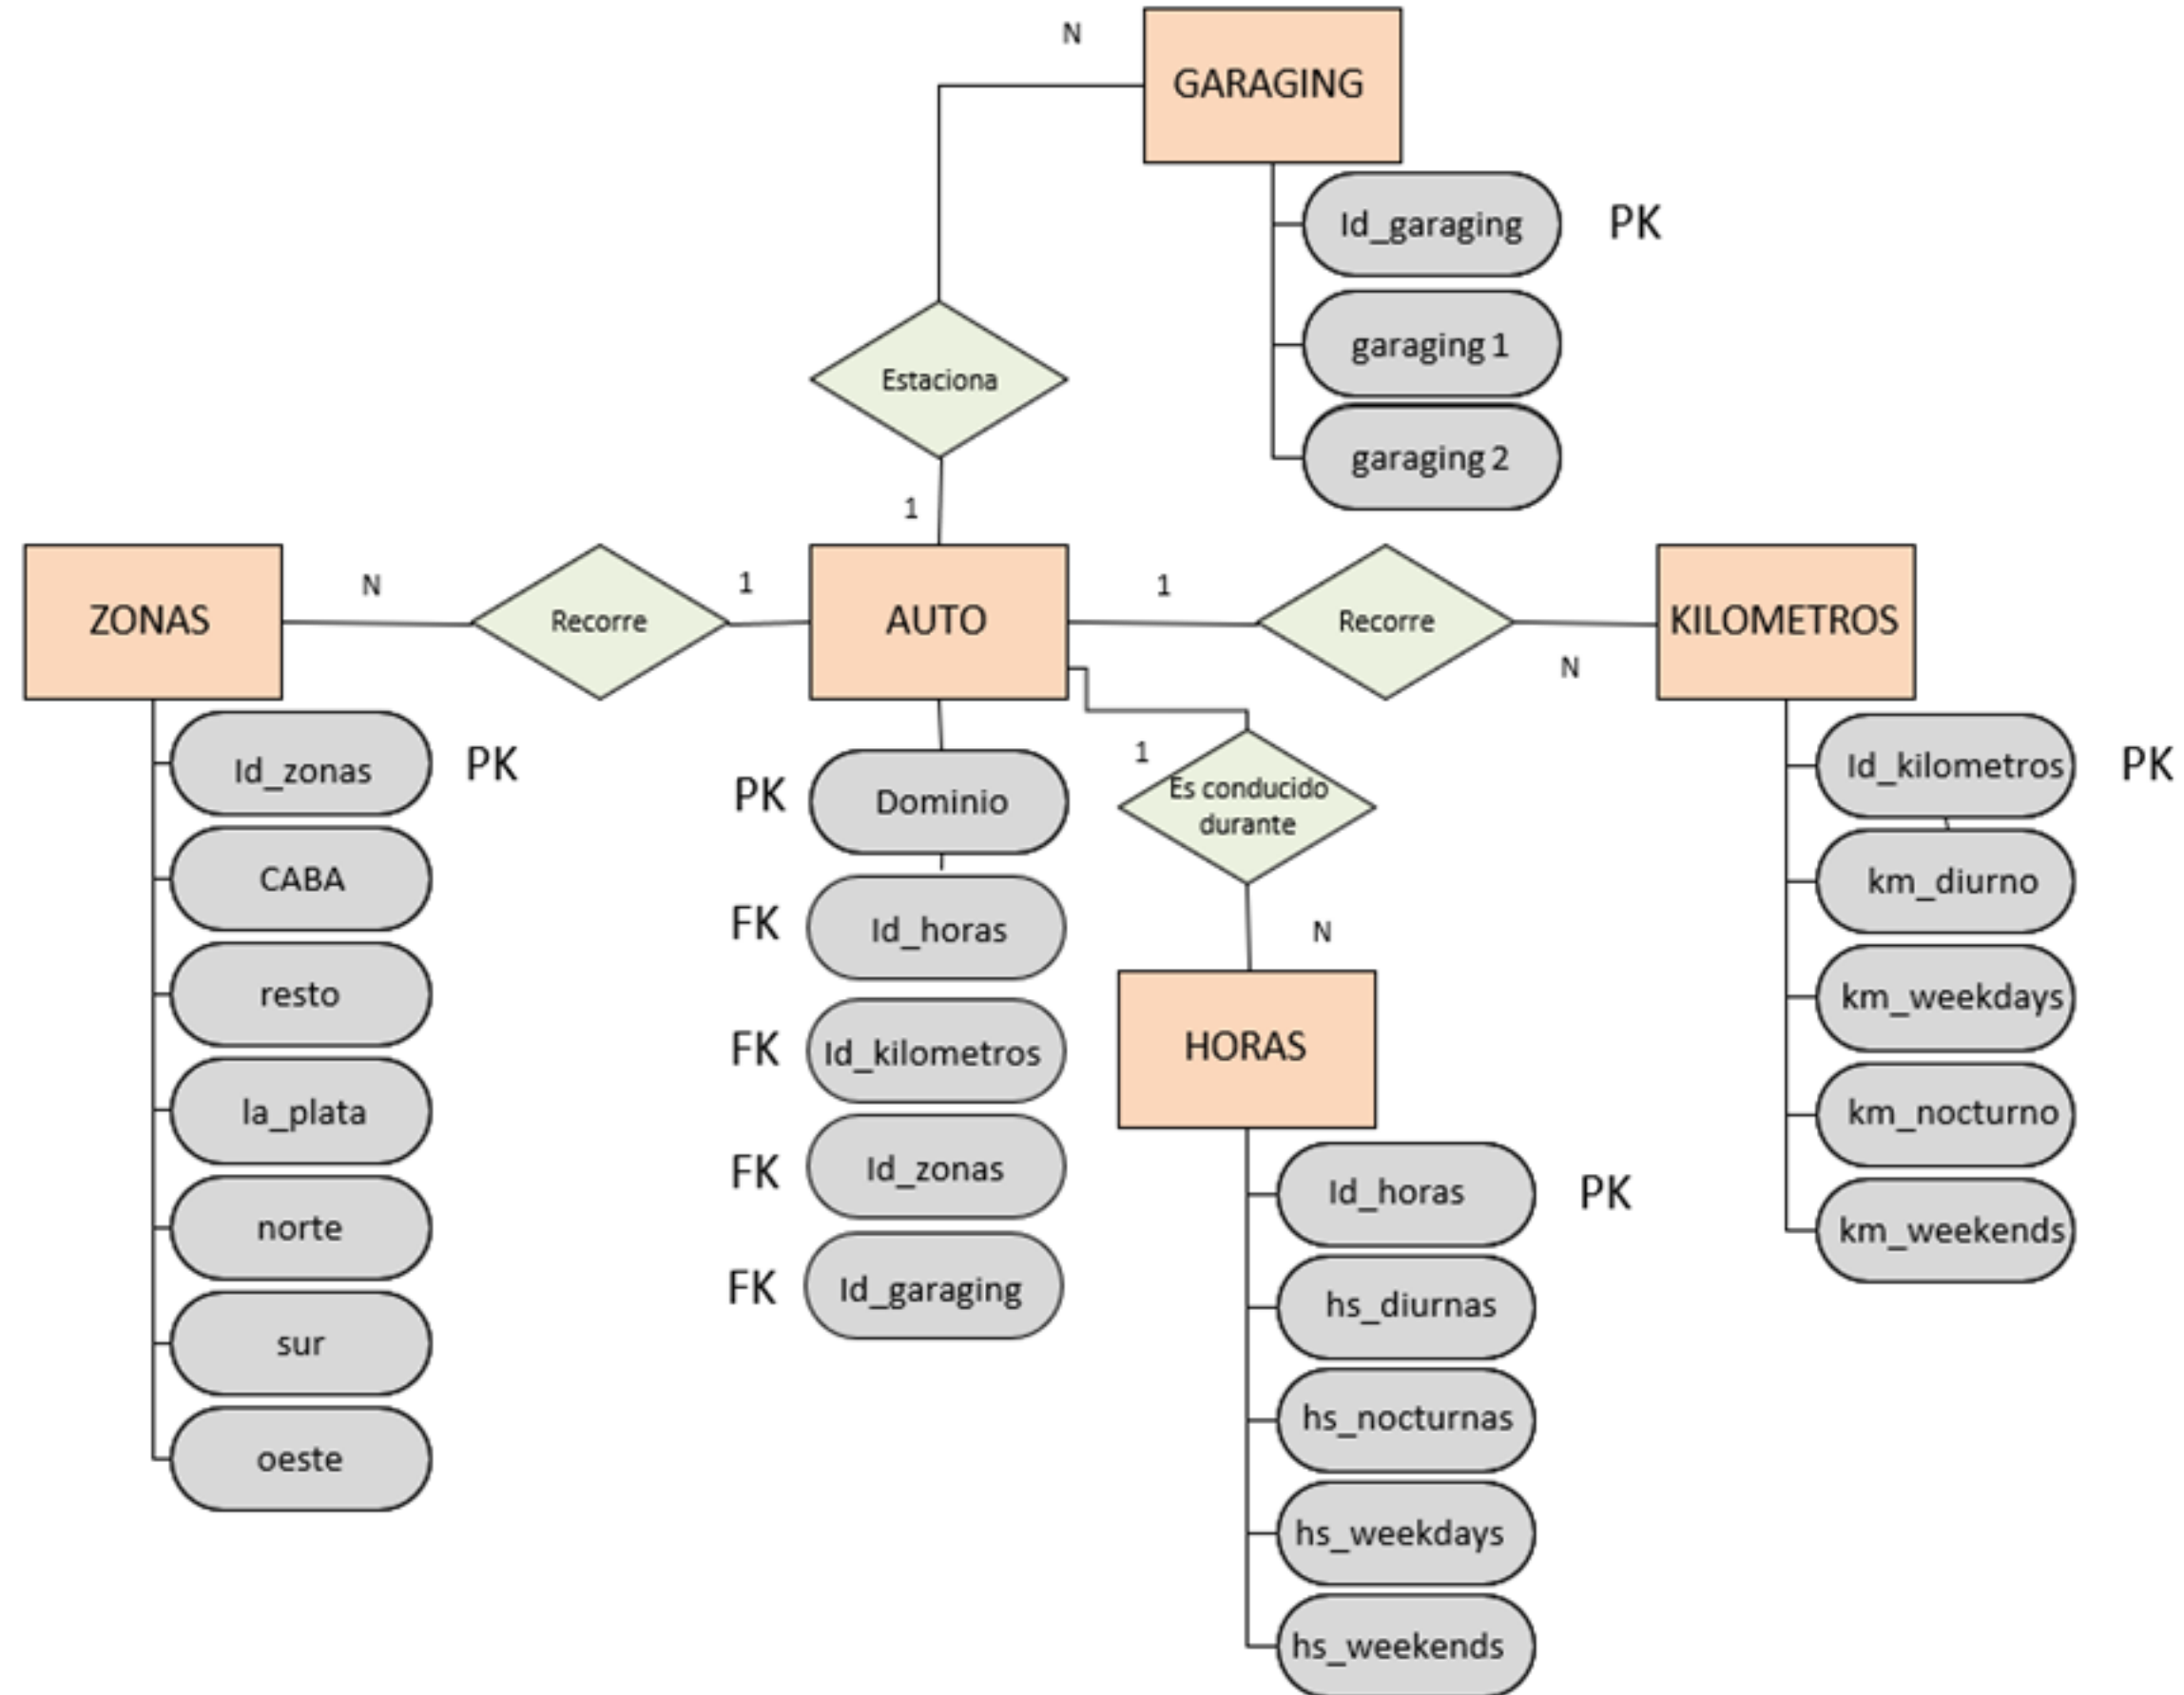 N
GARAGING
Id_garaging
PK
garaging 1
garaging 2
Estaciona
1
ZONAS
N
Recorre
1
AUTO
1
Recorre
N
KILOMETROS
Id_zonas
PK
CABA
resto
la_plata
norte
sur
oeste
PK
Dominio
FK
Id_horas
FK
Id_kilometros
FK
Id_zonas
FK
Id_garaging
1
Es conducido
durante
N
HORAS
Id_horas
PK
hs_diurnas
hs_nocturnas
hs_weekdays
hs_weekends
Id_kilometros
PK
km_diurno
km_weekdays
km_nocturno
km_weekends